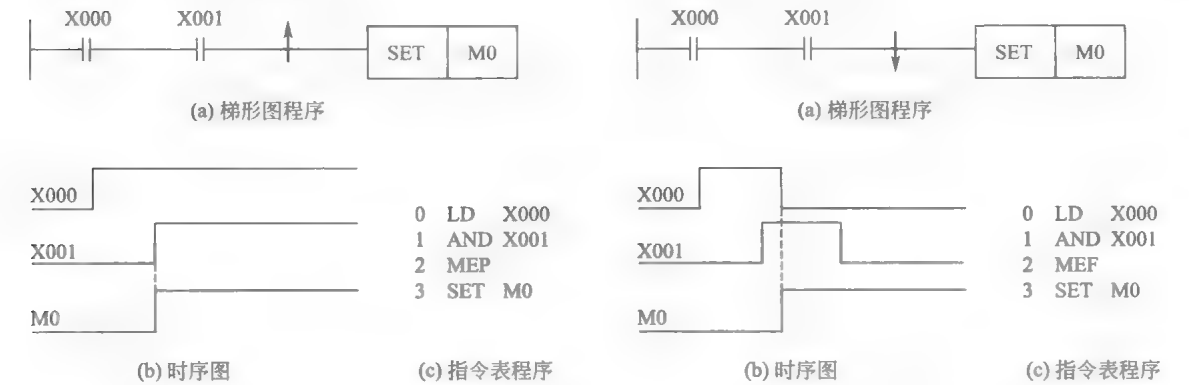 X000 X001
SET M0
(a) 梯形图程序
X000
X001
M0
(b) 时序图
0 LD X000
1 AND X001
2 MEP
3 SET M0
(c) 指令表程序
X000 X001
SET M0
(a) 梯形图程序
X000
X001
M0
(b) 时序图
0 LD X000
1 AND X001
2 MEF
3 SET M0
(c) 指令表程序